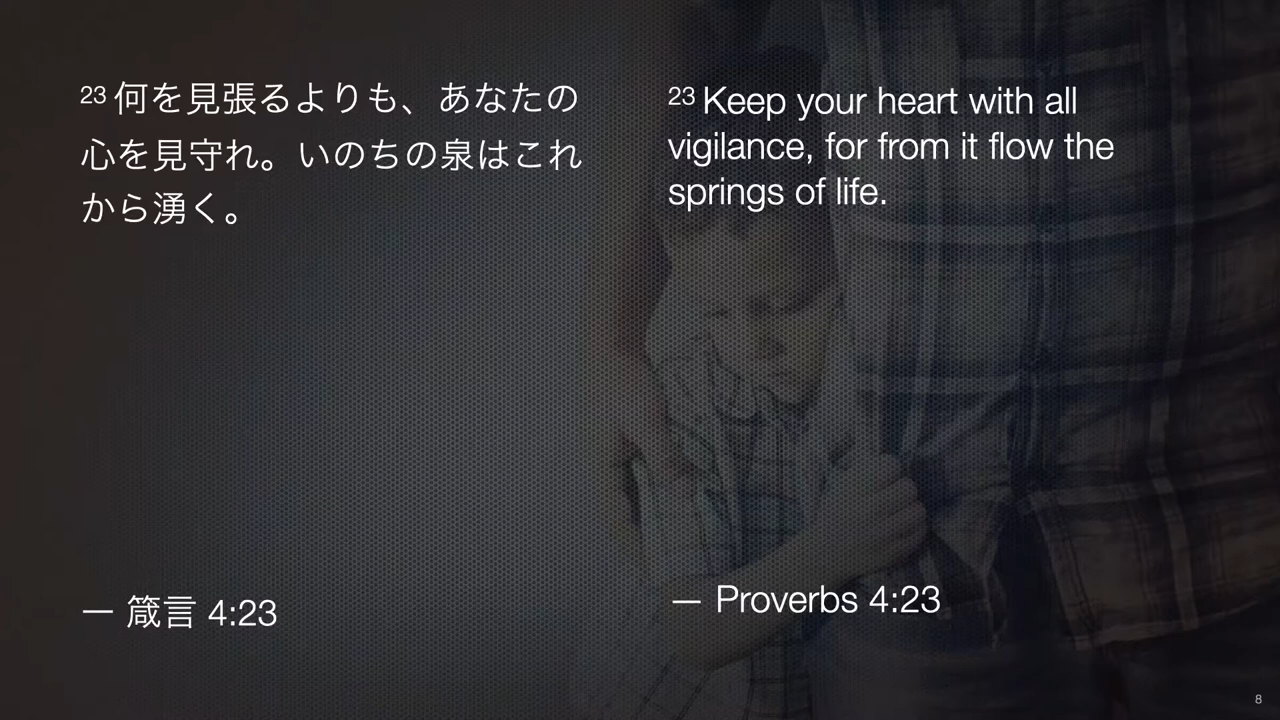 23 何を見張るよりも、あなたの
心を見守れ。いのちの泉はこれ
から湧く。
— 箴言 4:23
23 Keep your heart with all
vigilance, for from it flow the
springs of life.
— Proverbs 4:23
8